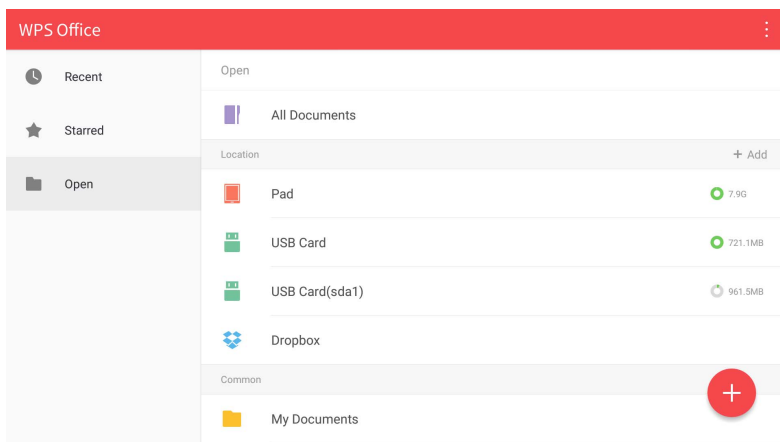 WPS Office
Recent
Starred
Open
Open
All Documents
Location + Add
Pad 7.9G
USB Card 721.1MB
USB Card(sda1) 961.5MB
Dropbox
Common
My Documents